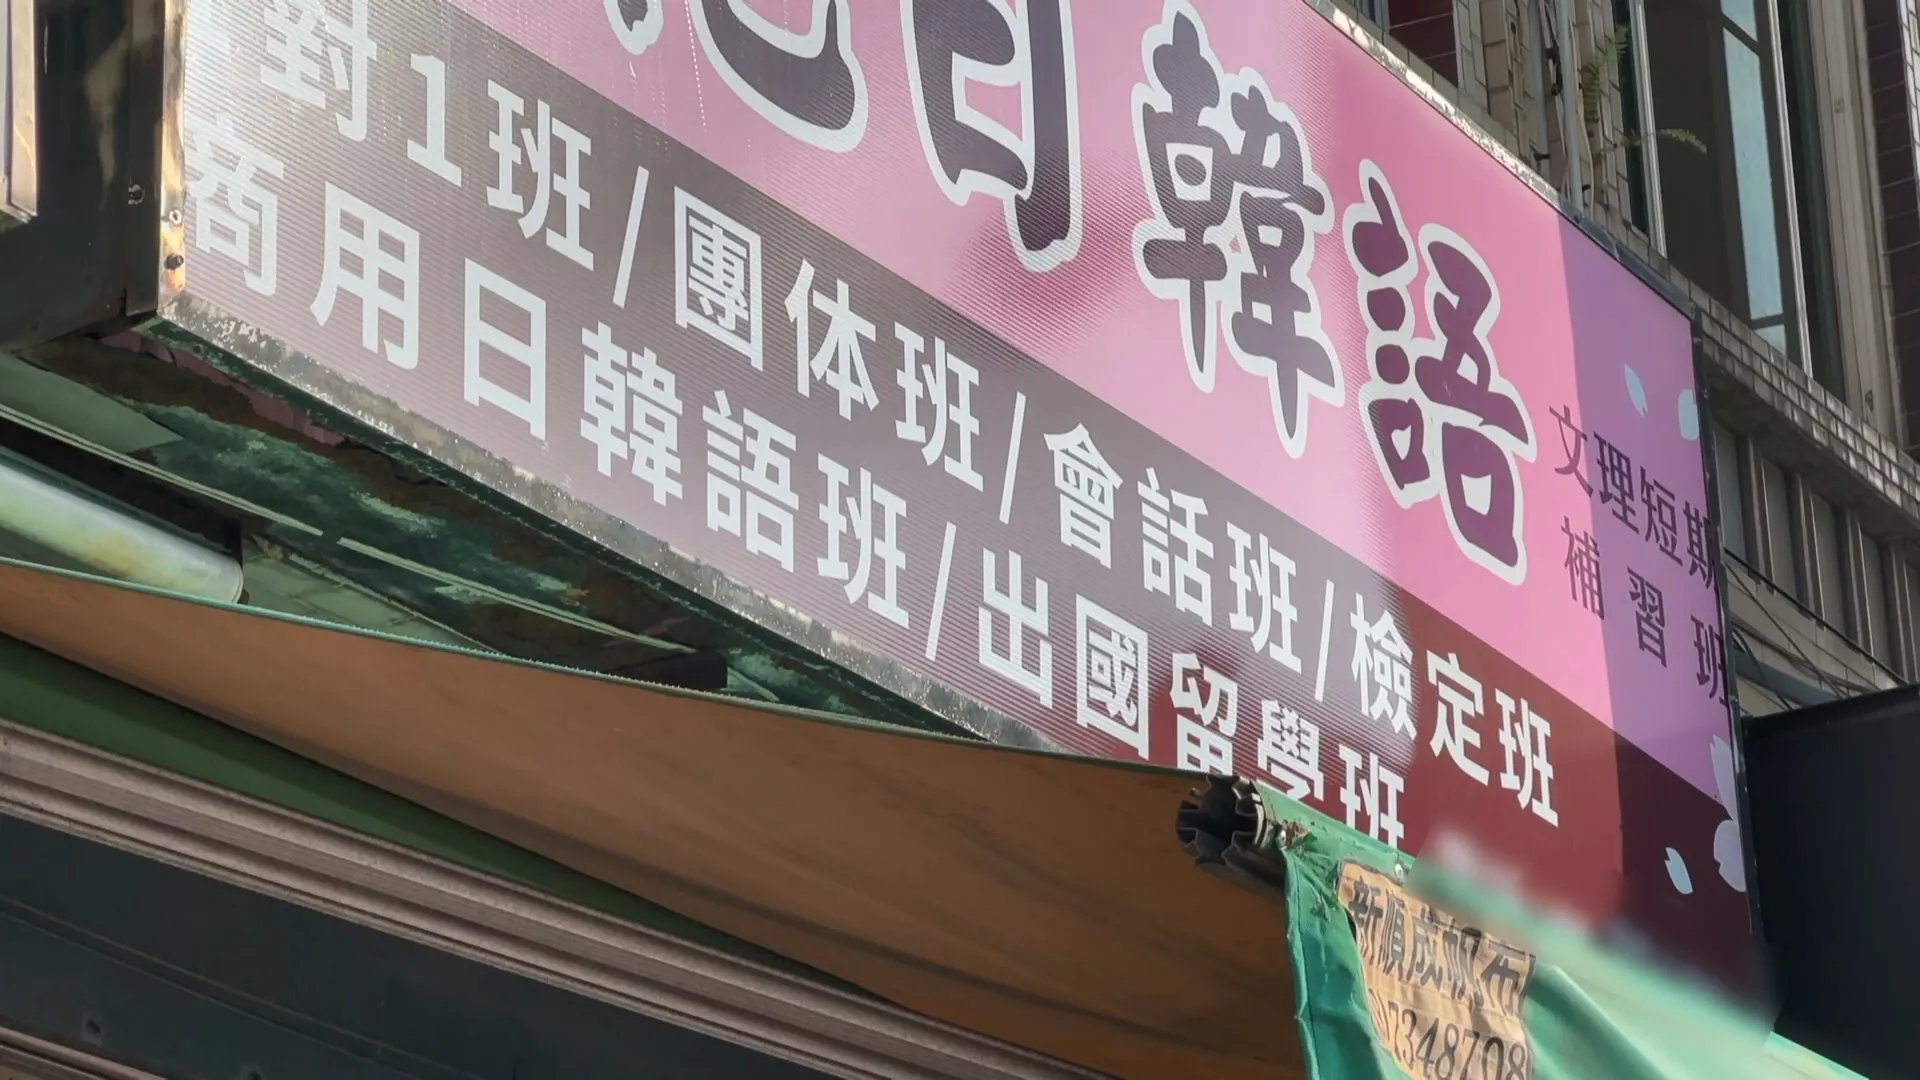 日韓語
文理短期
補習班
對1班/團体班/會話班/檢定班
商用日韓語班/出國留學班
新順成帆布
7348708